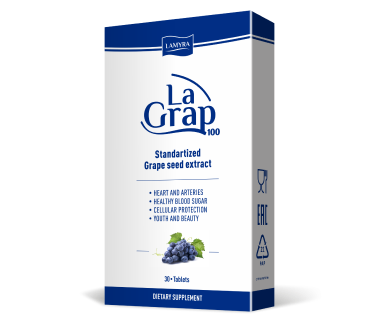 LAMYRA
La
Grap
100
Standartized
Grape seed extract
• HEART AND ARTERIES
• HEALTHY BLOOD SUGAR
• CELLULAR PROTECTION
• YOUTH AND BEAUTY
30 • Tablets
DIETARY SUPPLEMENT
EAC
21